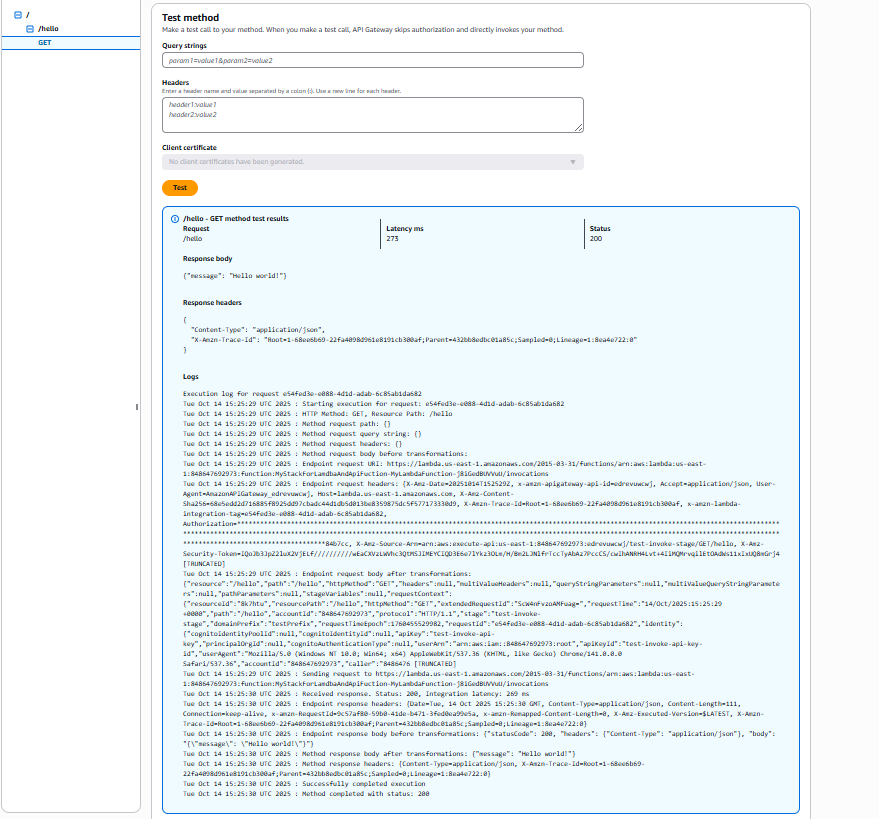 /
/hello
GET
Test method
Make a test call to your method. When you make a test call, API Gateway skips authorization and directly invokes your method.
Query strings
param1=value1&param2=value2
Headers
Enter a header name and value separated by a colon (:). Use a new line for each header.
header1:value1
header2:value2
Client certificate
No client certificates have been generated.
Test
/hello - GET method test results
Request
/hello
Latency ms
273
Status
200
Response body
{"message": "Hello world!"}
Response headers
{
"Content-Type": "application/json",
"X-Amzn-Trace-Id": "Root=1-68ee6b69-22fa4098d961e8191cb300af;Parent=432bb8edbc01a85c;Sampled=0;Lineage=1:8ea4e722:0"
}
Logs
Execution log for request e54fed3e-e088-4d1d-adab-6c85ab1da682
Tue Oct 14 15:25:29 UTC 2025 : Starting execution for request: e54fed3e-e088-4d1d-adab-6c85ab1da682
Tue Oct 14 15:25:29 UTC 2025 : HTTP Method: GET, Resource Path: /hello
Tue Oct 14 15:25:29 UTC 2025 : Method request path: {}
Tue Oct 14 15:25:29 UTC 2025 : Method request query string: {}
Tue Oct 14 15:25:29 UTC 2025 : Method request headers: {}
Tue Oct 14 15:25:29 UTC 2025 : Method request body before transformations:
Tue Oct 14 15:25:29 UTC 2025 : Endpoint request URI: https://lambda.us-east-1.amazonaws.com/2015-03-31/functions/arn:aws:lambda:us-east-
1:848647692973:function:MyStackForLamdbaAndApiFuction-MyLambdaFunction-j8iGedBUVVuU/invocations
Tue Oct 14 15:25:29 UTC 2025 : Endpoint request headers: {X-Amz-Date=20251014T152529Z, x-amzn-apigateway-api-id=edrevuwcwj, Accept=application/json, User-
Agent=AmazonAPIGateway_edrevuwcwj, Host=lambda.us-east-1.amazonaws.com, X-Amz-Content-
X-Amzn-Trace-Id=Root=1-68ee6b69-22fa4098d961e8191cb300af, x-amzn-lambda-
integration-tag=e54fed3e-e088-4d1d-adab-6c85ab1da682,
84b7cc, X-Amz-Source-Arn=arn:aws:execute-api:us-east-1:848647692973:edrevuwcwj/test-invoke-stage/GET/hello, X-Amz-
[TRUNCATED]
Tue Oct 14 15:25:29 UTC 2025 : Endpoint request body after transformations:
{"resource":"/hello","path":"/hello","httpMethod":"GET","headers":null,"multiValueHeaders":null,"queryStringParameters":null,"multiValueQueryStringParamete
rs":null,"pathParameters":null,"stageVariables":null,"requestContext":
{"resourceId":"8k7htu","resourcePath":"/hello","httpMethod":"GET","extendedRequestId":"ScW4nFvzoAMFuag=","requestTime":"14/Oct/2025:15:25:29
+0000","path":"/hello","accountId":"848647692973","protocol":"HTTP/1.1","stage":"test-invoke-
stage","domainPrefix":"testPrefix","requestTimeEpoch":1760455529982,"requestId":"e54fed3e-e088-4d1d-adab-6c85ab1da682","identity":
{"cognitoIdentityPoolId":null,"cognitoIdentityId":null,"apiKey":"test-invoke-api-
key","principalOrgId":null,"cognitoAuthenticationType":null,"userArn":"arn:aws:iam::848647692973:root","apiKeyId":"test-invoke-api-key-
id","userAgent":"Mozilla/5.0 (Windows NT 10.0; Win64; x64) AppleWebKit/537.36 (KHTML, like Gecko) Chrome/141.0.0.0
Safari/537.36","accountId":"848647692973","caller":"8486476 [TRUNCATED]
Tue Oct 14 15:25:29 UTC 2025 : Sending request to https://lambda.us-east-1.amazonaws.com/2015-03-31/functions/arn:aws:lambda:us-east-
1:848647692973:function:MyStackForLamdbaAndApiFuction-MyLambdaFunction-j8iGedBUVVuU/invocations
Tue Oct 14 15:25:30 UTC 2025 : Received response. Status: 200, Integration latency: 269 ms
Tue Oct 14 15:25:30 UTC 2025 : Endpoint response headers: {Date=Tue, 14 Oct 2025 15:25:30 GMT, Content-Type=application/json, Content-Length=111,
Connection=keep-alive, x-amzn-RequestId=9c57af80-59b0-41de-b471-3fed0ea99e5a, x-amzn-Remapped-Content-Length=0, X-Amz-Executed-Version=$LATEST, X-Amzn-
Trace-Id=Root=1-68ee6b69-22fa4098d961e8191cb300af;Parent=432bb8edbc01a85c;Sampled=0;Lineage=1:8ea4e722:0}
Tue Oct 14 15:25:30 UTC 2025 : Endpoint response body before transformations: {"statusCode": 200, "headers": {"Content-Type": "application/json"}, "body":
"{\"message\": \"Hello world!\"}"}
Tue Oct 14 15:25:30 UTC 2025 : Method response body after transformations: {"message": "Hello world!"}
Tue Oct 14 15:25:30 UTC 2025 : Method response headers: {Content-Type=application/json, X-Amzn-Trace-Id=Root=1-68ee6b69-
22fa4098d961e8191cb300af;Parent=432bb8edbc01a85c;Sampled=0;Lineage=1:8ea4e722:0}
Tue Oct 14 15:25:30 UTC 2025 : Successfully completed execution
Tue Oct 14 15:25:30 UTC 2025 : Method completed with status: 200